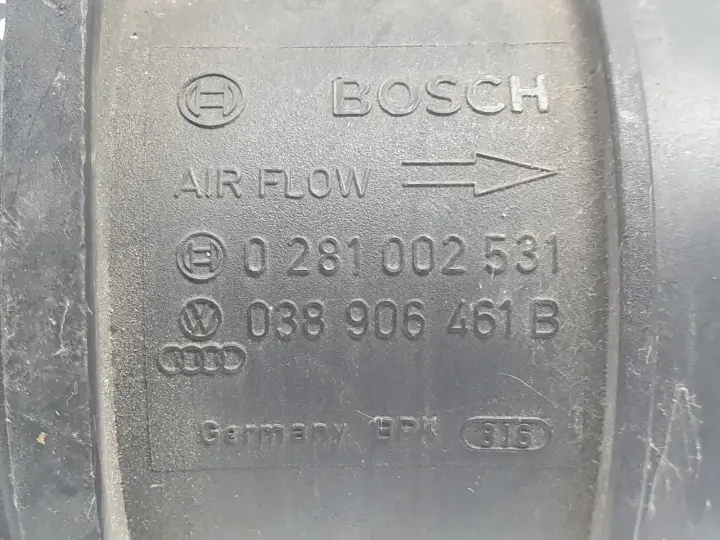 BOSCH
AIR FLOW
0 281 002 531
038 906 461 B
Germany